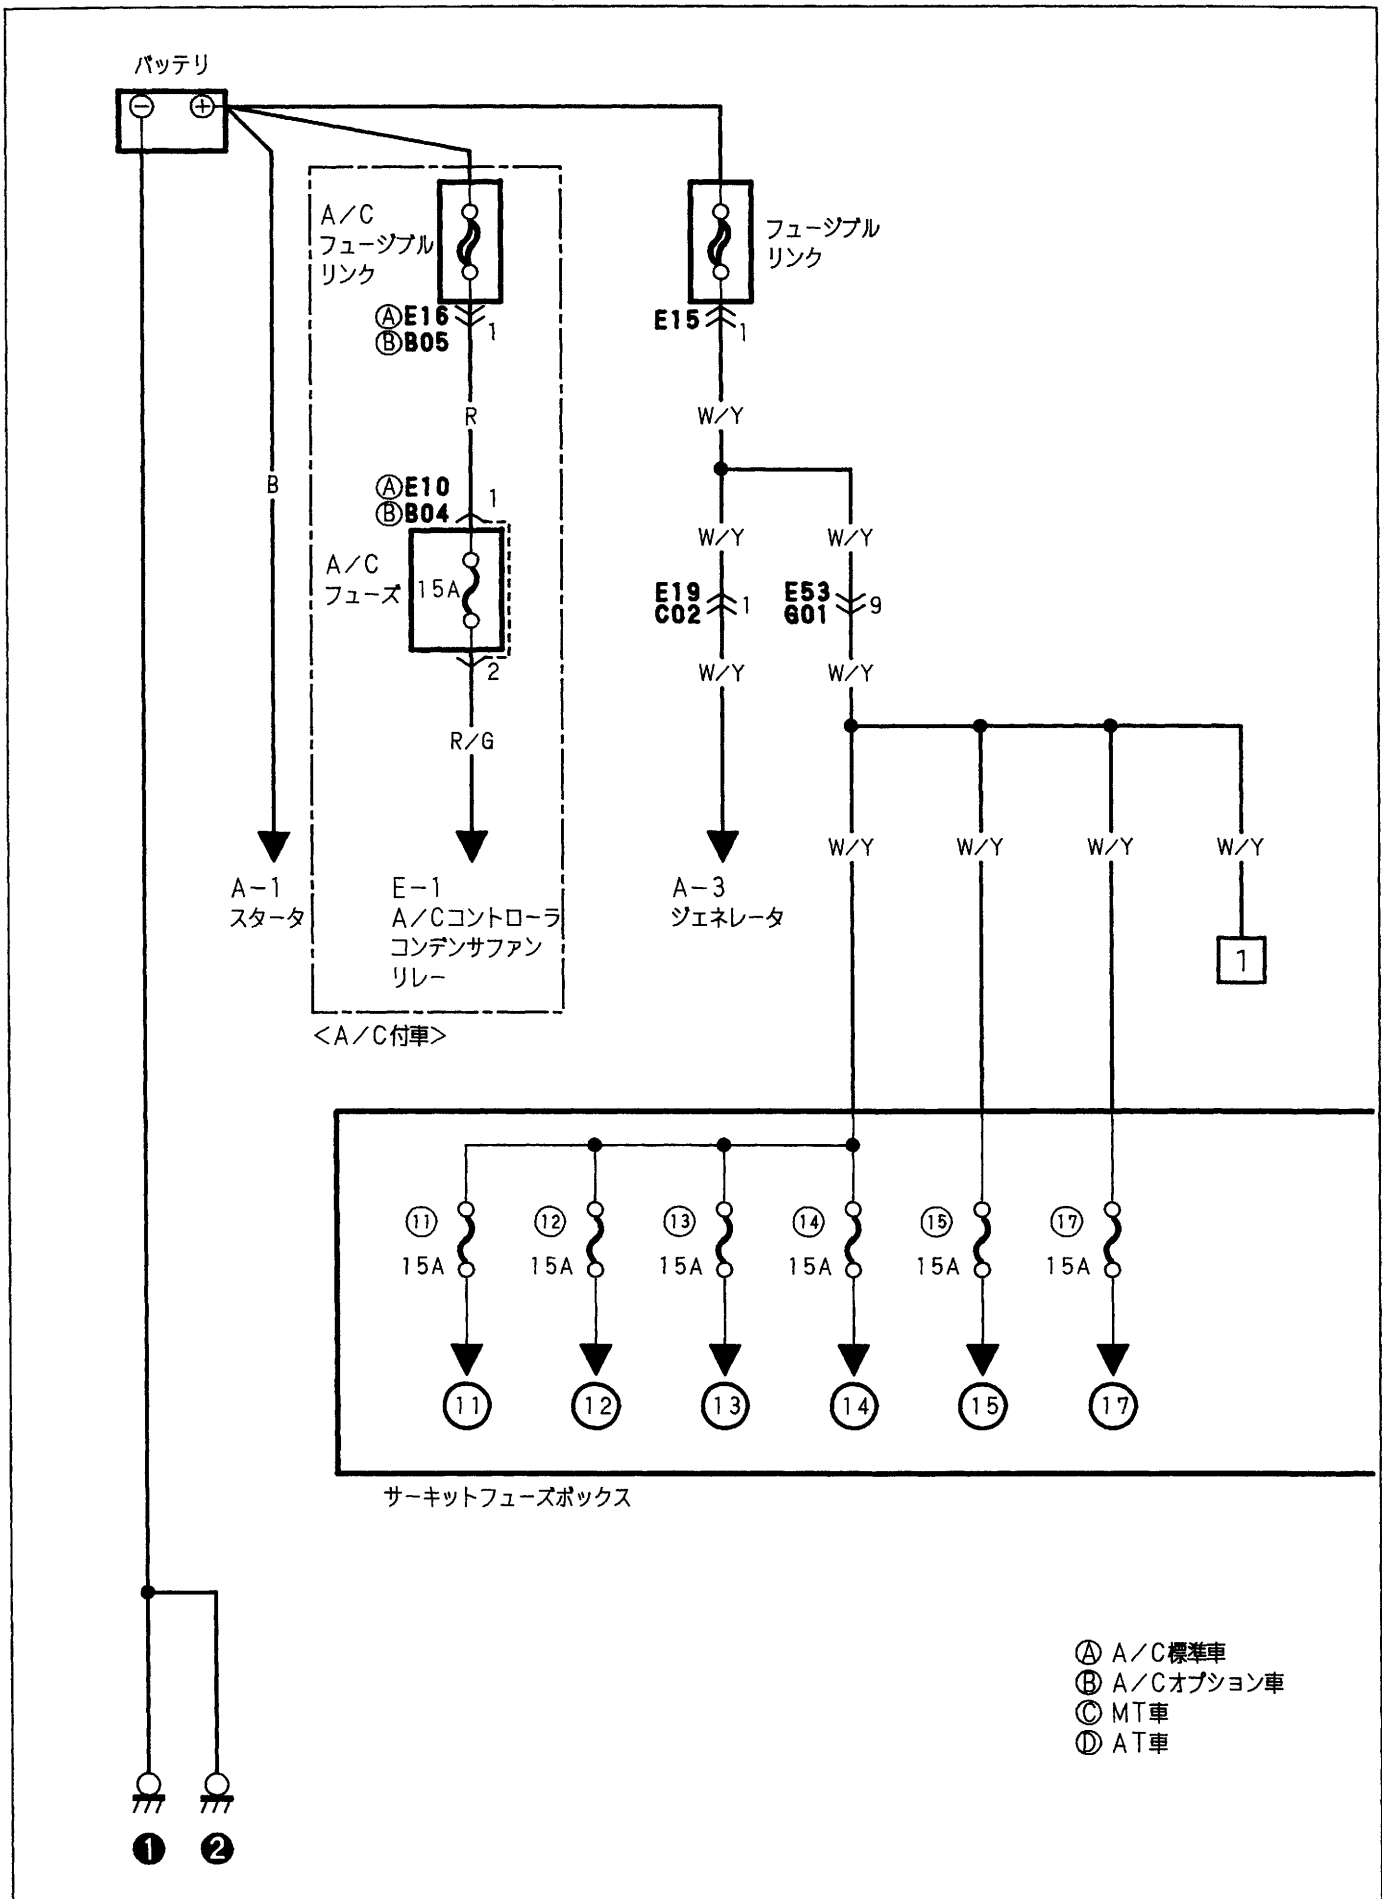 バッテリ
⊖ ⊕
A/C
フュージブル
リンク
フュージブル
リンク
ⒶE16
ⒷB05
1
E15
1
R
W/Y
B
ⒶE10
ⒷB04
1
A/C
フューズ
15A
2
W/Y
W/Y
E19
C02
1
E53
G01
9
W/Y
W/Y
R/G
W/Y
W/Y
W/Y
W/Y
A-1
スタータ
E-1
A/Cコントローラ
コンデンサファン
リレー
A-3
ジェネレータ
1
<A/C付車>
⑪ ⑫ ⑬ ⑭ ⑮ ⑰
15A 15A 15A 15A 15A 15A
⑪ ⑫ ⑬ ⑭ ⑮ ⑰
サーキットフューズボックス
Ⓐ A/C標準車
Ⓑ A/Cオプション車
Ⓒ MT車
Ⓓ AT車
❶ ❷